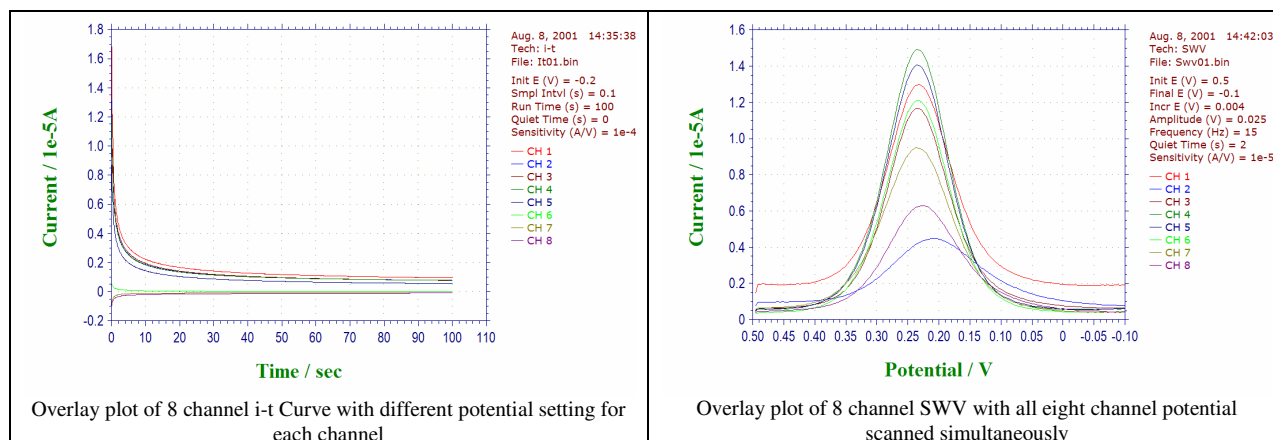 1.8
1.6
1.4
1.2
1.0
0.8
0.6
0.4
0.2
0
-0.2
Current / 1e-5A
0 10 20 30 40 50 60 70 80 90 100 110
Time / sec
Aug. 8, 2001 14:35:38
Tech: i-t
File: It01.bin
Init E (V) = -0.2
Smpl Intvl (s) = 0.1
Run Time (s) = 100
Quiet Time (s) = 0
Sensitivity (A/V) = 1e-4
CH 1
CH 2
CH 3
CH 4
CH 5
CH 6
CH 7
CH 8
Overlay plot of 8 channel i-t Curve with different potential setting for
each channel
1.6
1.4
1.2
1.0
0.8
0.6
0.4
0.2
0
Current / 1e-5A
0.50 0.45 0.40 0.35 0.30 0.25 0.20 0.15 0.10 0.05 0 -0.05 -0.10
Potential / V
Aug. 8, 2001 14:42:03
Tech: SWV
File: Swv01.bin
Init E (V) = 0.5
Final E (V) = -0.1
Incr E (V) = 0.004
Amplitude (V) = 0.025
Frequency (Hz) = 15
Quiet Time (s) = 2
Sensitivity (A/V) = 1e-5
CH 1
CH 2
CH 3
CH 4
CH 5
CH 6
CH 7
CH 8
Overlay plot of 8 channel SWV with all eight channel potential
scanned simultaneously